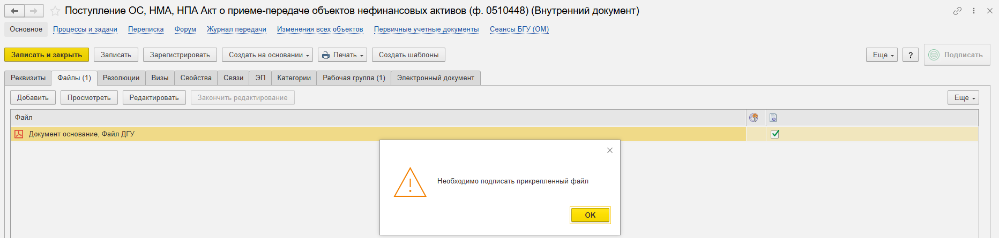 Поступление ОС, НМА, НПА Акт о приеме-передаче объектов нефинансовых активов (ф. 0510448) (Внутренний документ)
Основное Процессы и задачи Переписка Форум Журнал передачи Изменения всех объектов Первичные учетные документы Сеансы БГУ (ОМ)
Записать и закрыть Записать Зарегистрировать Создать на основании Печать Создать шаблоны Еще ? Подписать
Реквизиты Файлы (1) Резолюции Визы Свойства Связи ЭП Категории Рабочая группа (1) Электронный документ
Добавить Просмотреть Редактировать Закончить редактирование Еще
Файл
Документ основание, Файл ДГУ
Необходимо подписать прикрепленный файл
OK